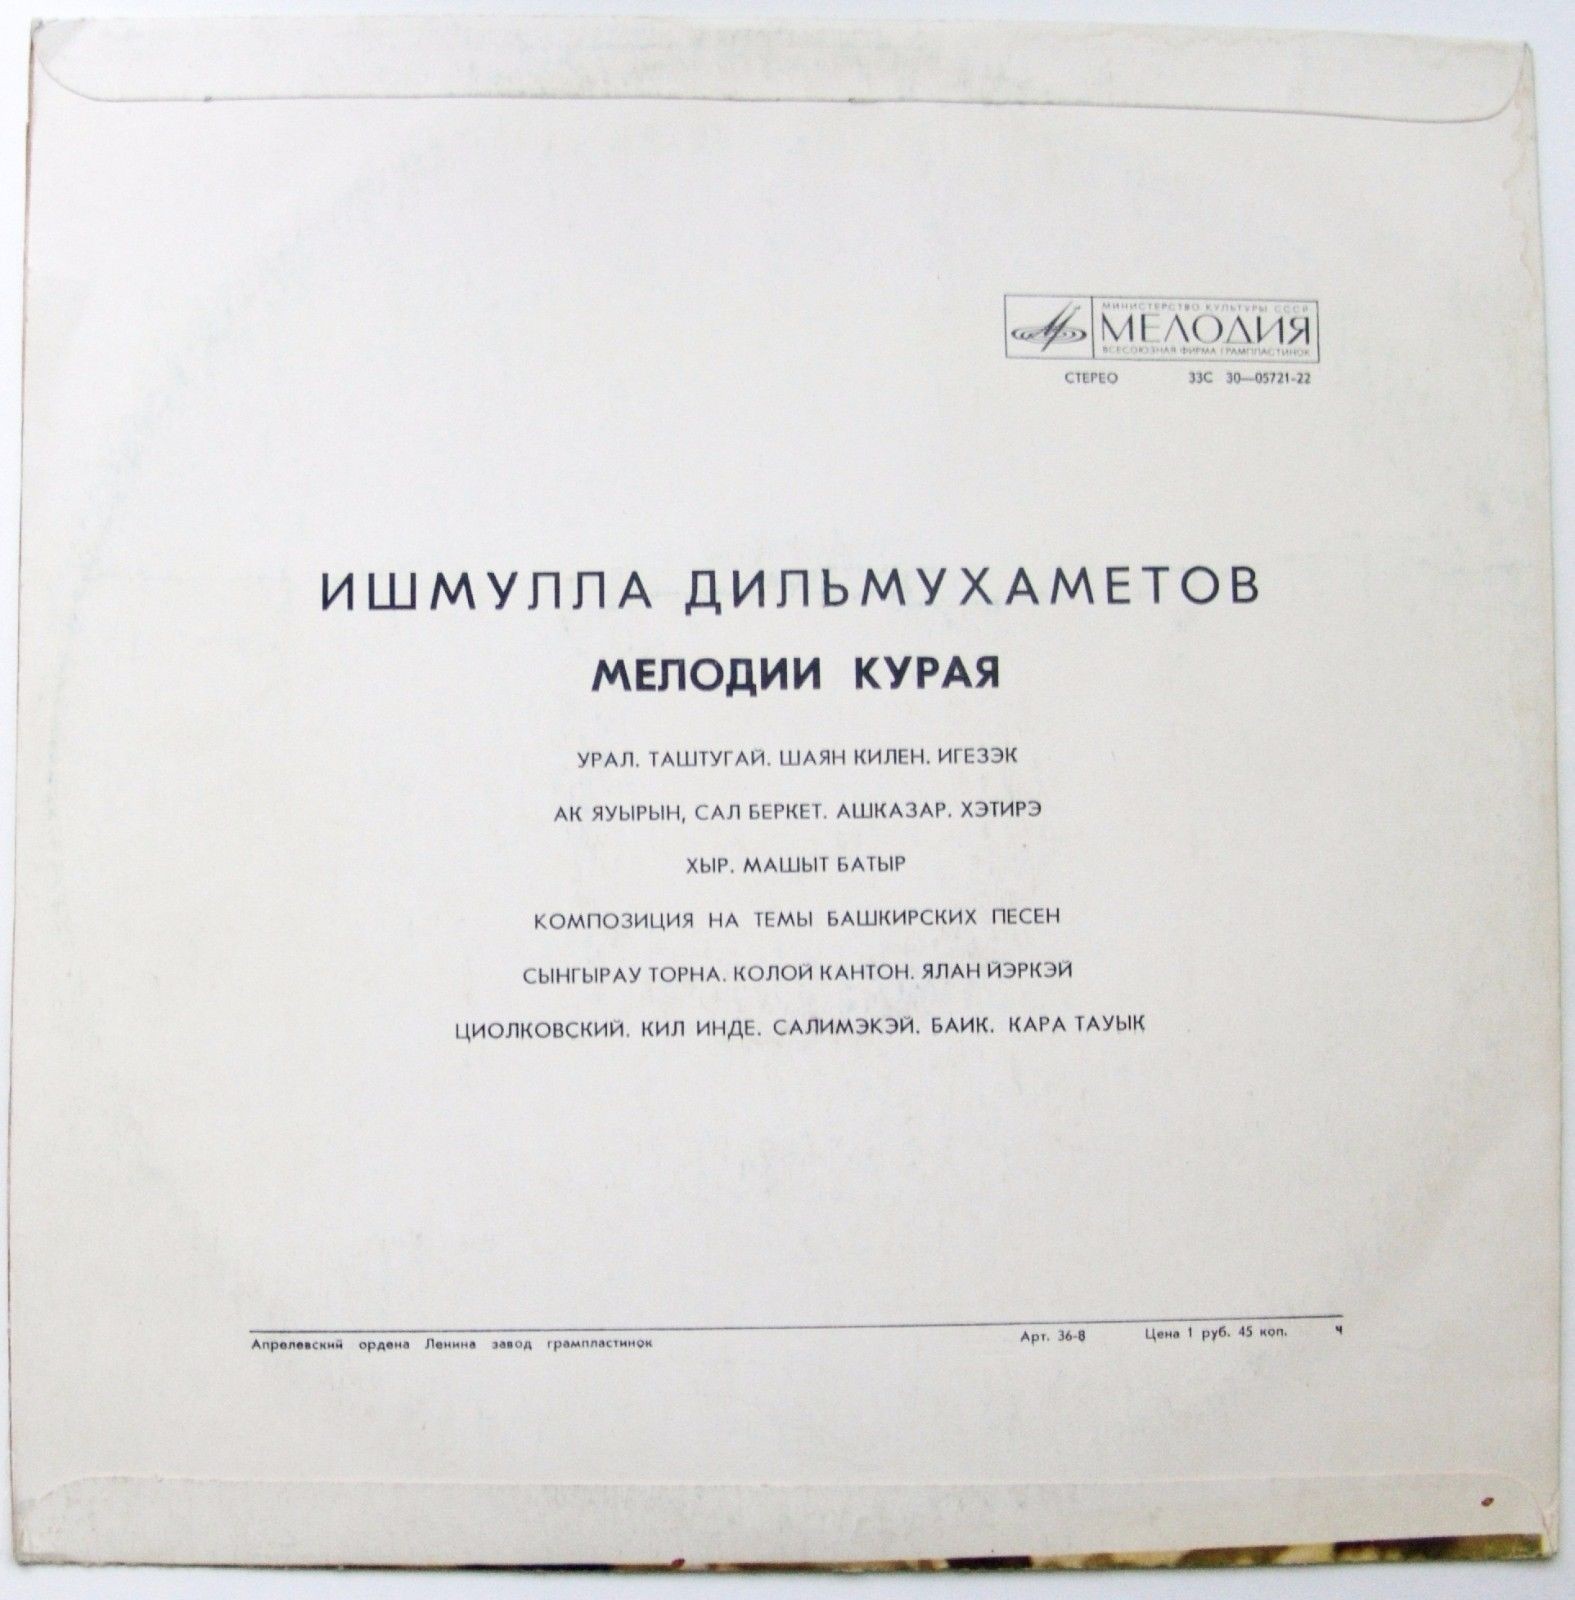 МИНИСТЕРСТВО КУЛЬТУРЫ СССР
МЕЛОДИЯ
ВСЕСОЮЗНАЯ ФИРМА ГРАМПЛАСТИНОК
СТЕРЕО 33С 30—05721-22
ИШМУЛЛА ДИЛЬМУХАМЕТОВ
МЕЛОДИИ КУРАЯ
УРАЛ. ТАШТУГАЙ. ШАЯН КИЛЕН. ИГЕЗЭК
АК ЯУЫРЫН, САЛ БЕРКЕТ. АШКАЗАР. ХЭТИРЭ
ХЫР. МАШЫТ БАТЫР
КОМПОЗИЦИЯ НА ТЕМЫ БАШКИРСКИХ ПЕСЕН
СЫНГЫРАУ ТОРНА. КОЛОЙ КАНТОН. ЯЛАН ЙЭРКЭЙ
ЦИОЛКОВСКИЙ. КИЛ ИНДЕ. САЛИМЭКЭЙ. БАИК. КАРА ТАУЫК
Апрелевский ордена Ленина завод грампластинок Арт. 36-8 Цена 1 руб. 45 коп. Ч